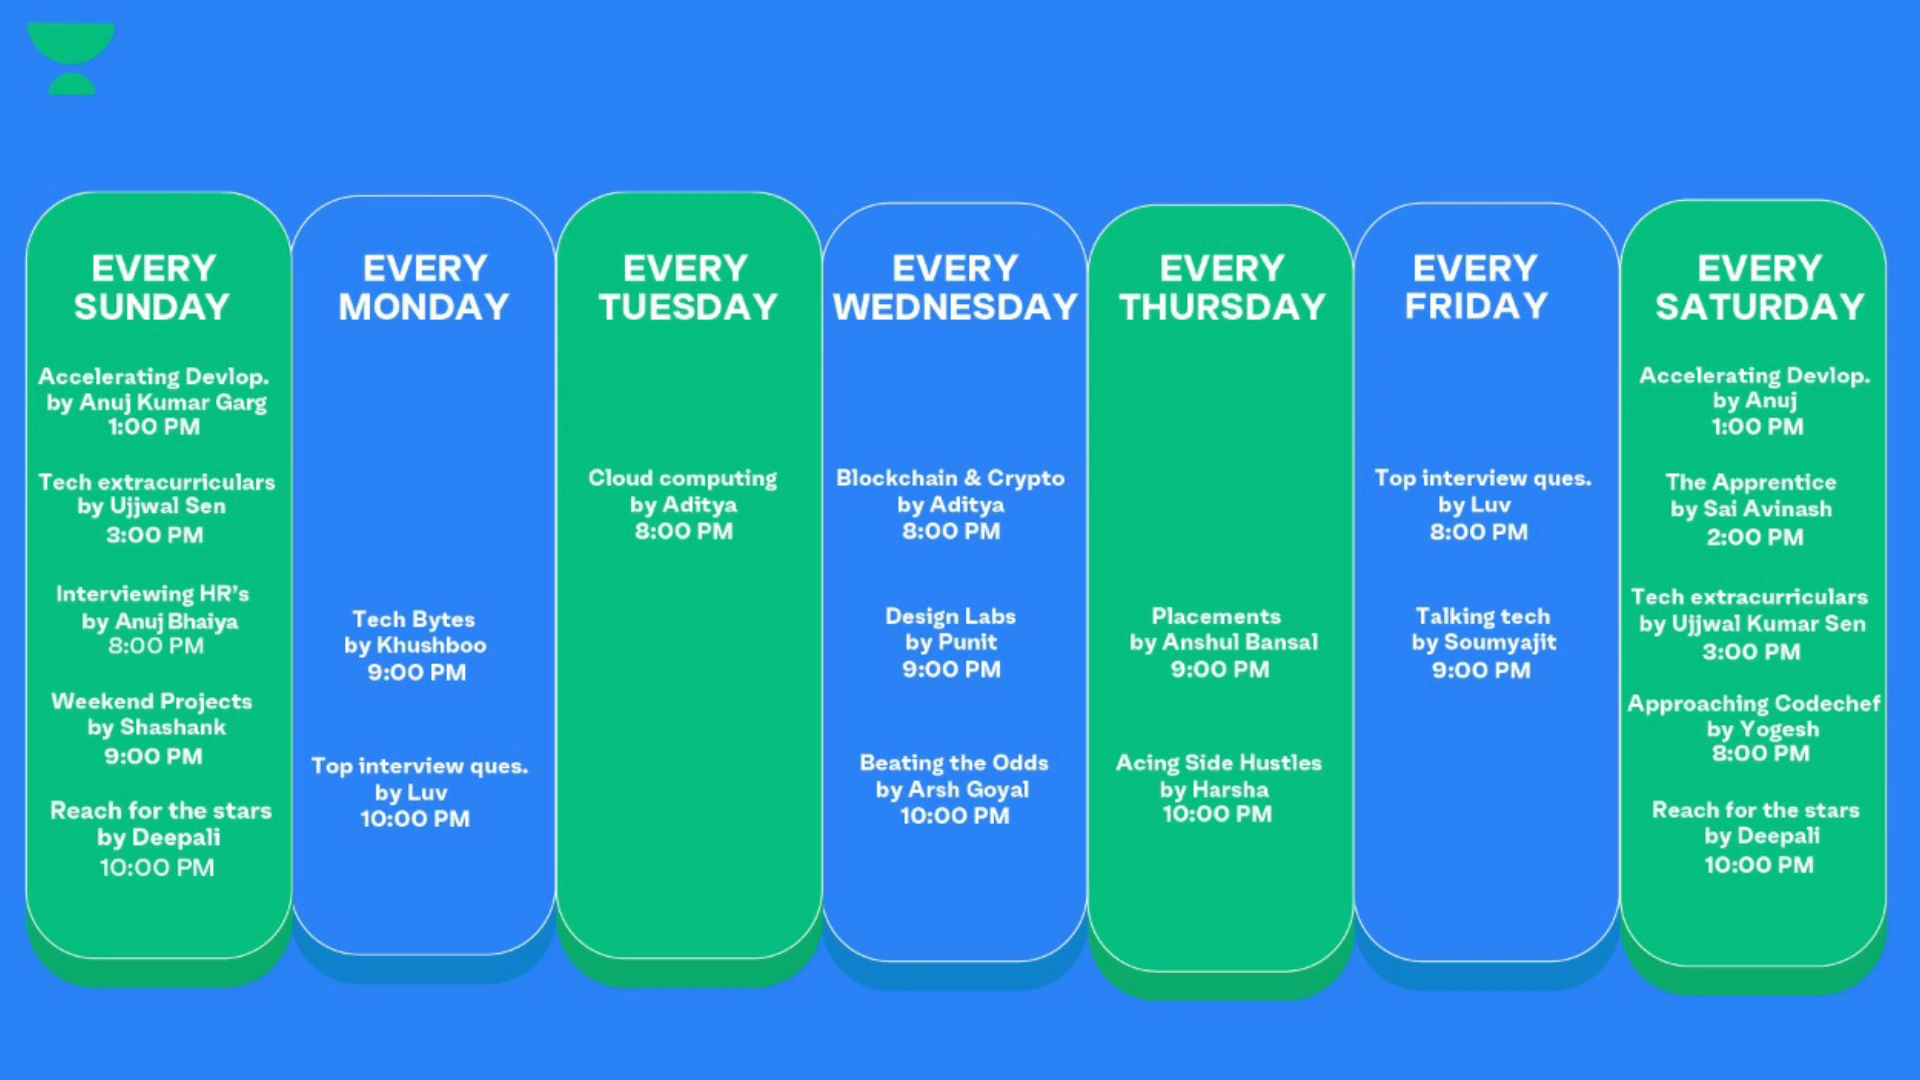 EVERY
SUNDAY
Accelerating Devlop.
by Anuj Kumar Garg
1:00 PM
Tech extracurriculars
by Ujjwal Sen
3:00 PM
Interviewing HR's
by Anuj Bhaiya
8:00 PM
Weekend Projects
by Shashank
9:00 PM
Reach for the stars
by Deepali
10:00 PM
EVERY
MONDAY
Tech Bytes
by Khushboo
9:00 PM
Top interview ques.
by Luv
10:00 PM
EVERY
TUESDAY
Cloud computing
by Aditya
8:00 PM
EVERY
WEDNESDAY
Blockchain & Crypto
by Aditya
8:00 PM
Design Labs
by Punit
9:00 PM
Beating the Odds
by Arsh Goyal
10:00 PM
EVERY
THURSDAY
Placements
by Anshul Bansal
9:00 PM
Acing Side Hustles
by Harsha
10:00 PM
EVERY
FRIDAY
Top interview ques.
by Luv
8:00 PM
Talking tech
by Soumyajit
9:00 PM
EVERY
SATURDAY
Accelerating Devlop.
by Anuj
1:00 PM
The Apprentice
by Sai Avinash
2:00 PM
Tech extracurriculars
by Ujjwal Kumar Sen
3:00 PM
Approaching Codechef
by Yogesh
8:00 PM
Reach for the stars
by Deepali
10:00 PM